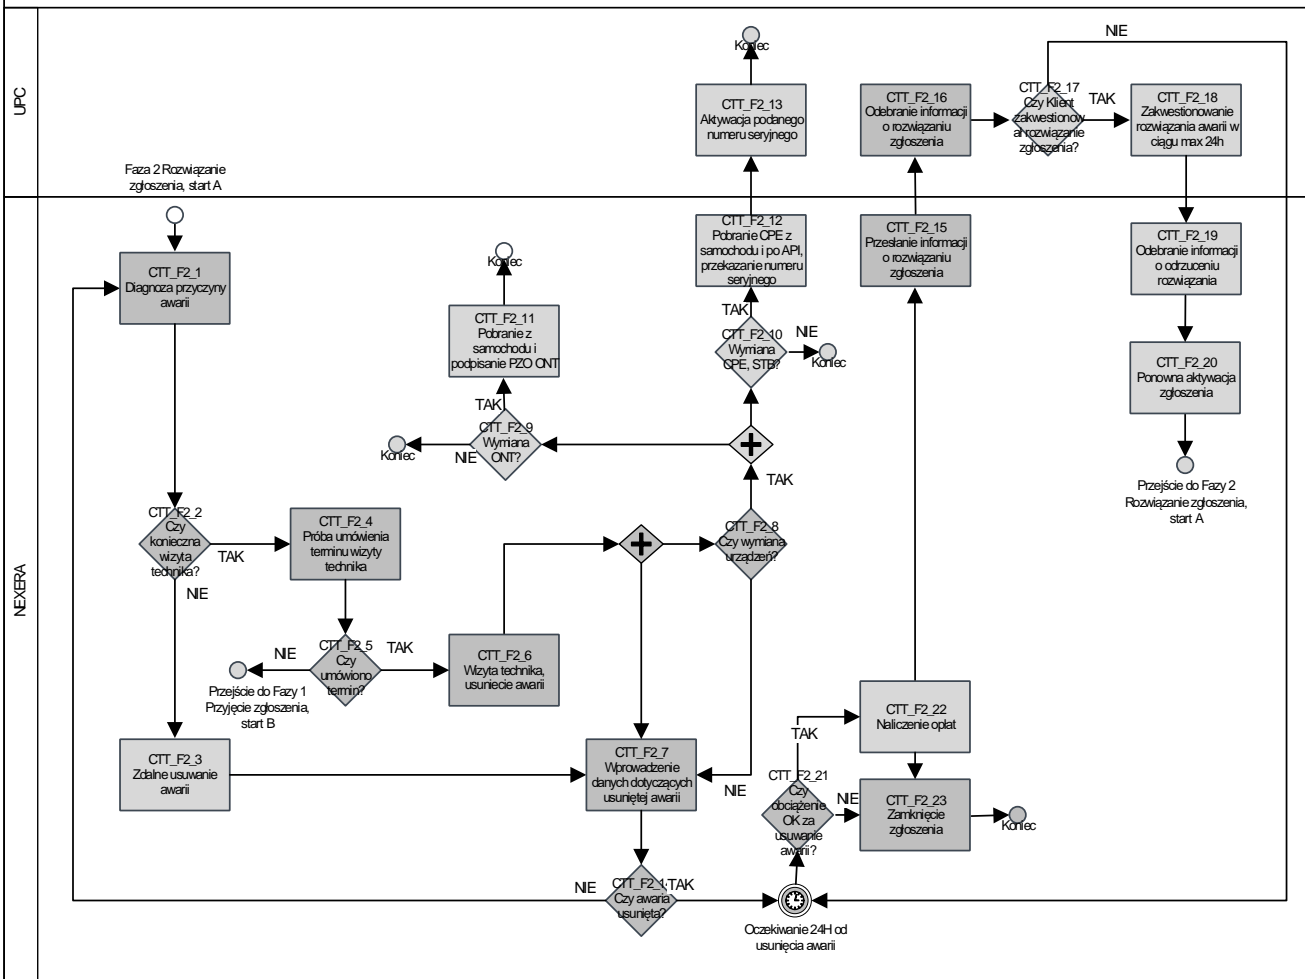 UPC
NEXERA
Faza 2 Rozwiązanie
zgłoszenia, start A
CTT_F2_1
Diagnoza przyczyny
awarii
CTT_F2_2
Czy
konieczna
wizyta
technika?
TAK
NIE
CTT_F2_3
Zdalne usuwanie
awarii
CTT_F2_4
Próba umówienia
terminu wizyty
technika
CTT_F2_5
Czy
umówiono
termin?
NIE
TAK
Przejście do Fazy 1
Przyjęcie zgłoszenia,
start B
CTT_F2_6
Wizyta technika,
usuniecie awarii
CTT_F2_7
Wprowadzenie
danych dotyczących
usuniętej awarii
CTT_F2_8
Czy wymiana
urządzeń?
TAK
NIE
CTT_F2_9
Wymiana
ONT?
TAK
NIE
Koniec
CTT_F2_11
Pobranie z
samochodu i
podpisanie PZO ONT
Koniec
CTT_F2_10
Wymiana
CPE, STB?
TAK
NIE
Koniec
CTT_F2_12
Pobranie CPE z
samochodu i po API,
przekazanie numeru
seryjnego
CTT_F2_13
Aktywacja podanego
numeru seryjnego
Koniec
Czy awaria
usunięta?
NIE
TAK
Oczekiwanie 24H od
usunięcia awarii
CTT_F2_21
Czy
obciążenie
OK za
usuwanie
awarii?
TAK
NIE
CTT_F2_22
Naliczenie opłat
CTT_F2_23
Zamknięcie
zgłoszenia
Koniec
CTT_F2_15
Przesłanie informacji
o rozwiązaniu
zgłoszenia
CTT_F2_16
Odebranie informacji
o rozwiązaniu
zgłoszenia
CTT_F2_17
Czy Klient
zakwestionow
ał rozwiązanie
zgłoszenia?
NIE
TAK
CTT_F2_18
Zakwestionowanie
rozwiązania awarii w
ciągu max 24h
CTT_F2_19
Odebranie informacji
o odrzuceniu
rozwiązania
CTT_F2_20
Ponowna aktywacja
zgłoszenia
Przejście do Fazy 2
Rozwiązanie zgłoszenia,
start A